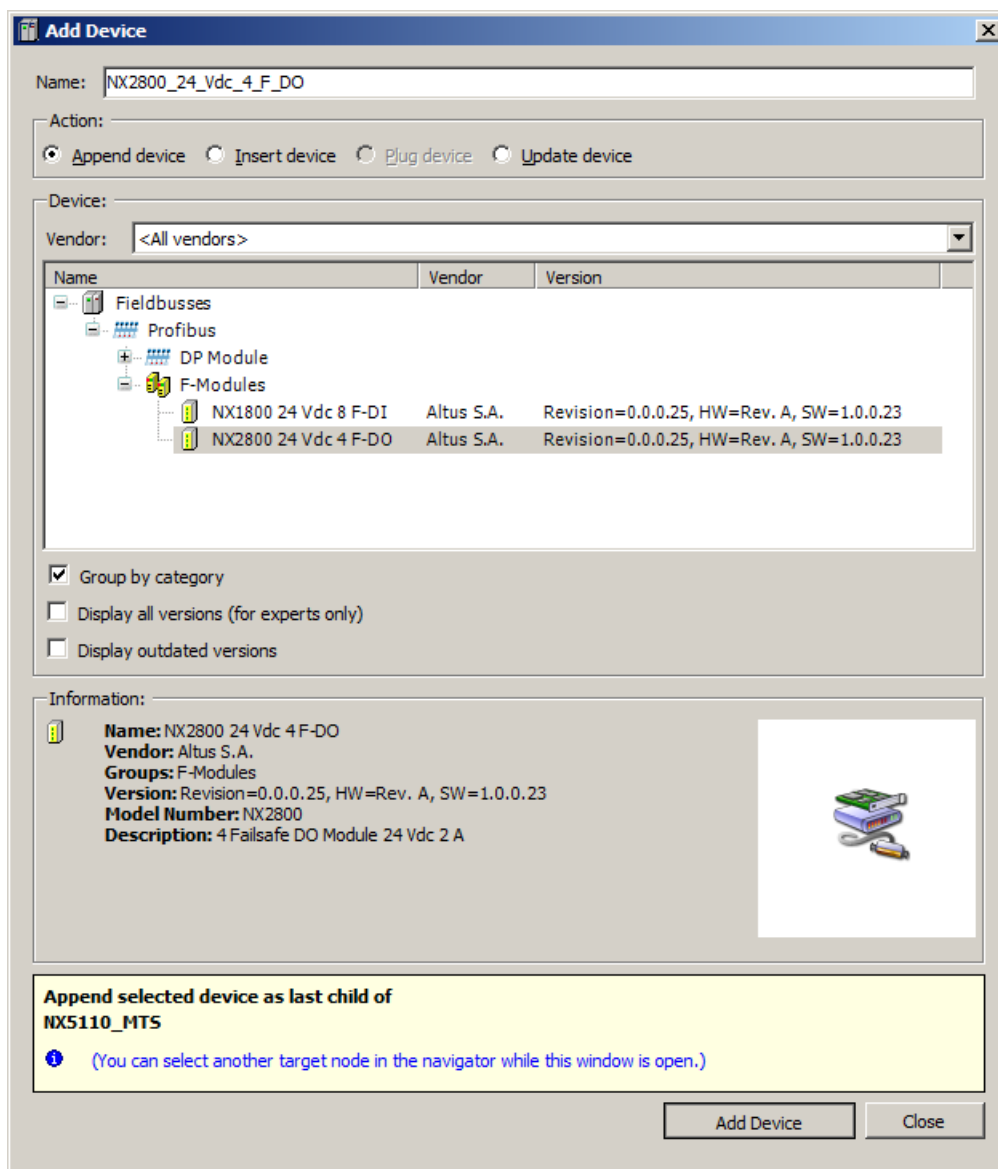 Add Device
Name: NX2800_24_Vdc_4_F_DO
Action:
Append device Insert device Plug device Update device
Device:
Vendor: <All vendors>
Name Vendor Version
Fieldbusses
Profibus
DP Module
F-Modules
NX1800 24 Vdc 8 F-DI Altus S.A. Revision=0.0.0.25, HW=Rev. A, SW=1.0.0.23
NX2800 24 Vdc 4 F-DO Altus S.A. Revision=0.0.0.25, HW=Rev. A, SW=1.0.0.23
Group by category
Display all versions (for experts only)
Display outdated versions
Information:
Name: NX2800 24 Vdc 4 F-DO
Vendor: Altus S.A.
Groups: F-Modules
Version: Revision=0.0.0.25, HW=Rev. A, SW=1.0.0.23
Model Number: NX2800
Description: 4 Failsafe DO Module 24 Vdc 2 A
Append selected device as last child of
NX5110_MTS
(You can select another target node in the navigator while this window is open.)
Add Device Close